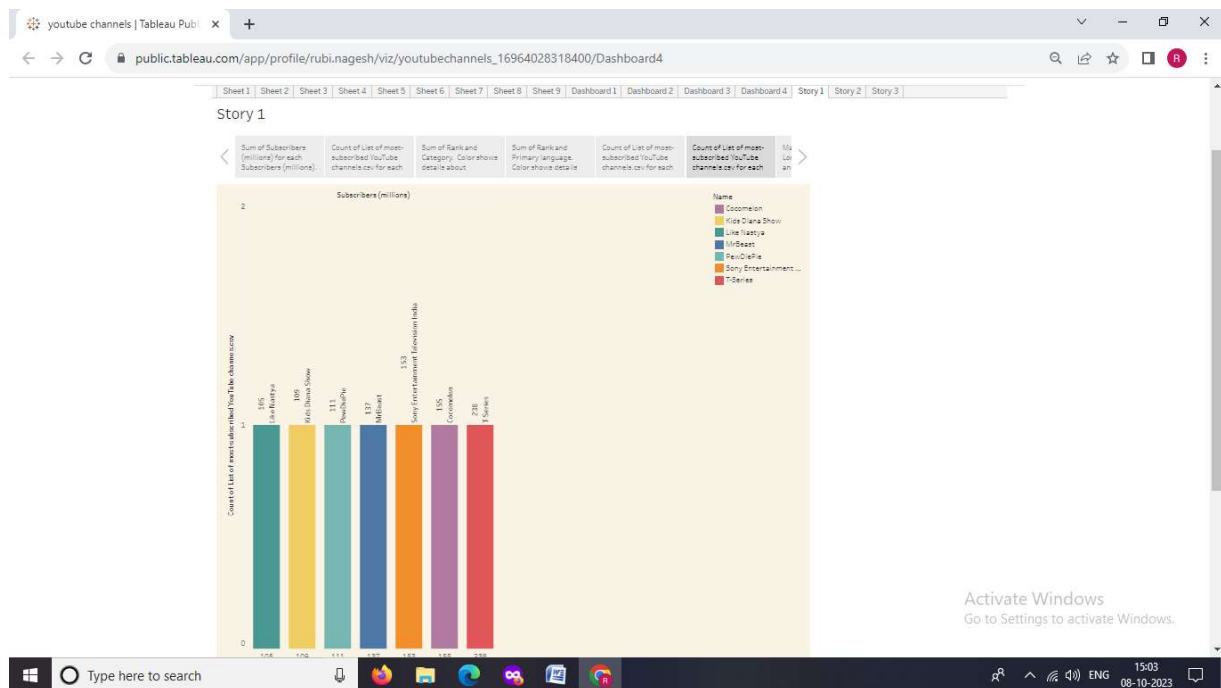 youtube channels | Tableau Publ
public.tableau.com/app/profile/rubi.nagesh/viz/youtubechannels_16964028318400/Dashboard4
R
Sheet 1 Sheet 2 Sheet 3 Sheet 4 Sheet 5 Sheet 6 Sheet 7 Sheet 8 Sheet 9 Dashboard 1 Dashboard 2 Dashboard 3 Dashboard 4 Story 1 Story 2 Story 3
Story 1
Sum of Subscribers
(millions) for each
Subscribers (millions).
Count of List of most-
subscribed YouTube
channels.csv for each
Sum of Rank and
Category. Color shows
details about
Sum of Rank and
Primary language.
Color shows details
Count of List of most-
subscribed YouTube
channels.csv for each
Count of List of most-
subscribed YouTube
channels.csv for each
Subscribers (millions)
Name
Cocomelon
Kids Diana Show
Like Nastya
MrBeast
PewDiePie
Sony Entertainment ...
T-Series
Count of List of most-subscribed YouTube channels.csv
2
1
0
105
Like Nastya
109
Kids Diana Show
111
PewDiePie
137
MrBeast
153
Sony Entertainment Television India
155
Cocomelon
238
T-Series
105 109 111 137 153 155 238
Activate Windows
Go to Settings to activate Windows.
Type here to search
R
ENG
15:03
08-10-2023